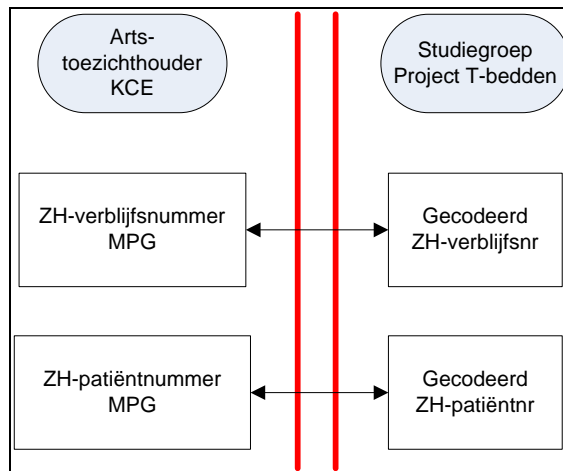 Arts-
toezichthouder
KCE
Studiegroep
Project T-bedden
ZH-verblijfsnummer
MPG
Gecodeerd
ZH-verblijfsnr
ZH-patiëntnummer
MPG
Gecodeerd
ZH-patiëntnr